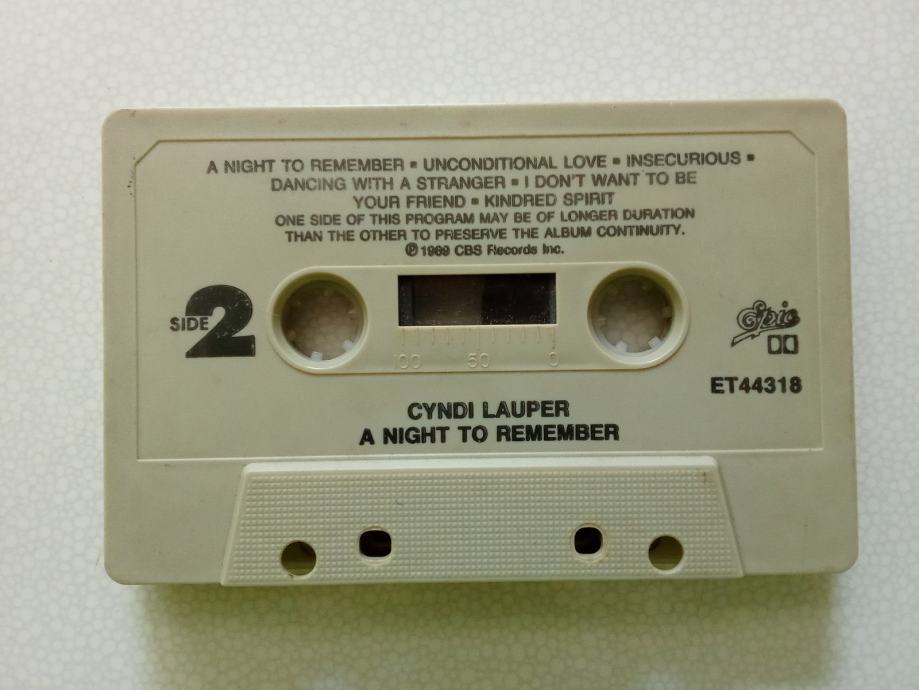 A NIGHT TO REMEMBER ▪ UNCONDITIONAL LOVE ▪ INSECURIOUS ▪
DANCING WITH A STRANGER ▪ I DON'T WANT TO BE
YOUR FRIEND ▪ KINDRED SPIRIT
ONE SIDE OF THIS PROGRAM MAY BE OF LONGER DURATION
THAN THE OTHER TO PRESERVE THE ALBUM CONTINUITY.
℗ 1989 CBS Records Inc.
SIDE 2
100 50 0
Epic
ET44318
CYNDI LAUPER
A NIGHT TO REMEMBER